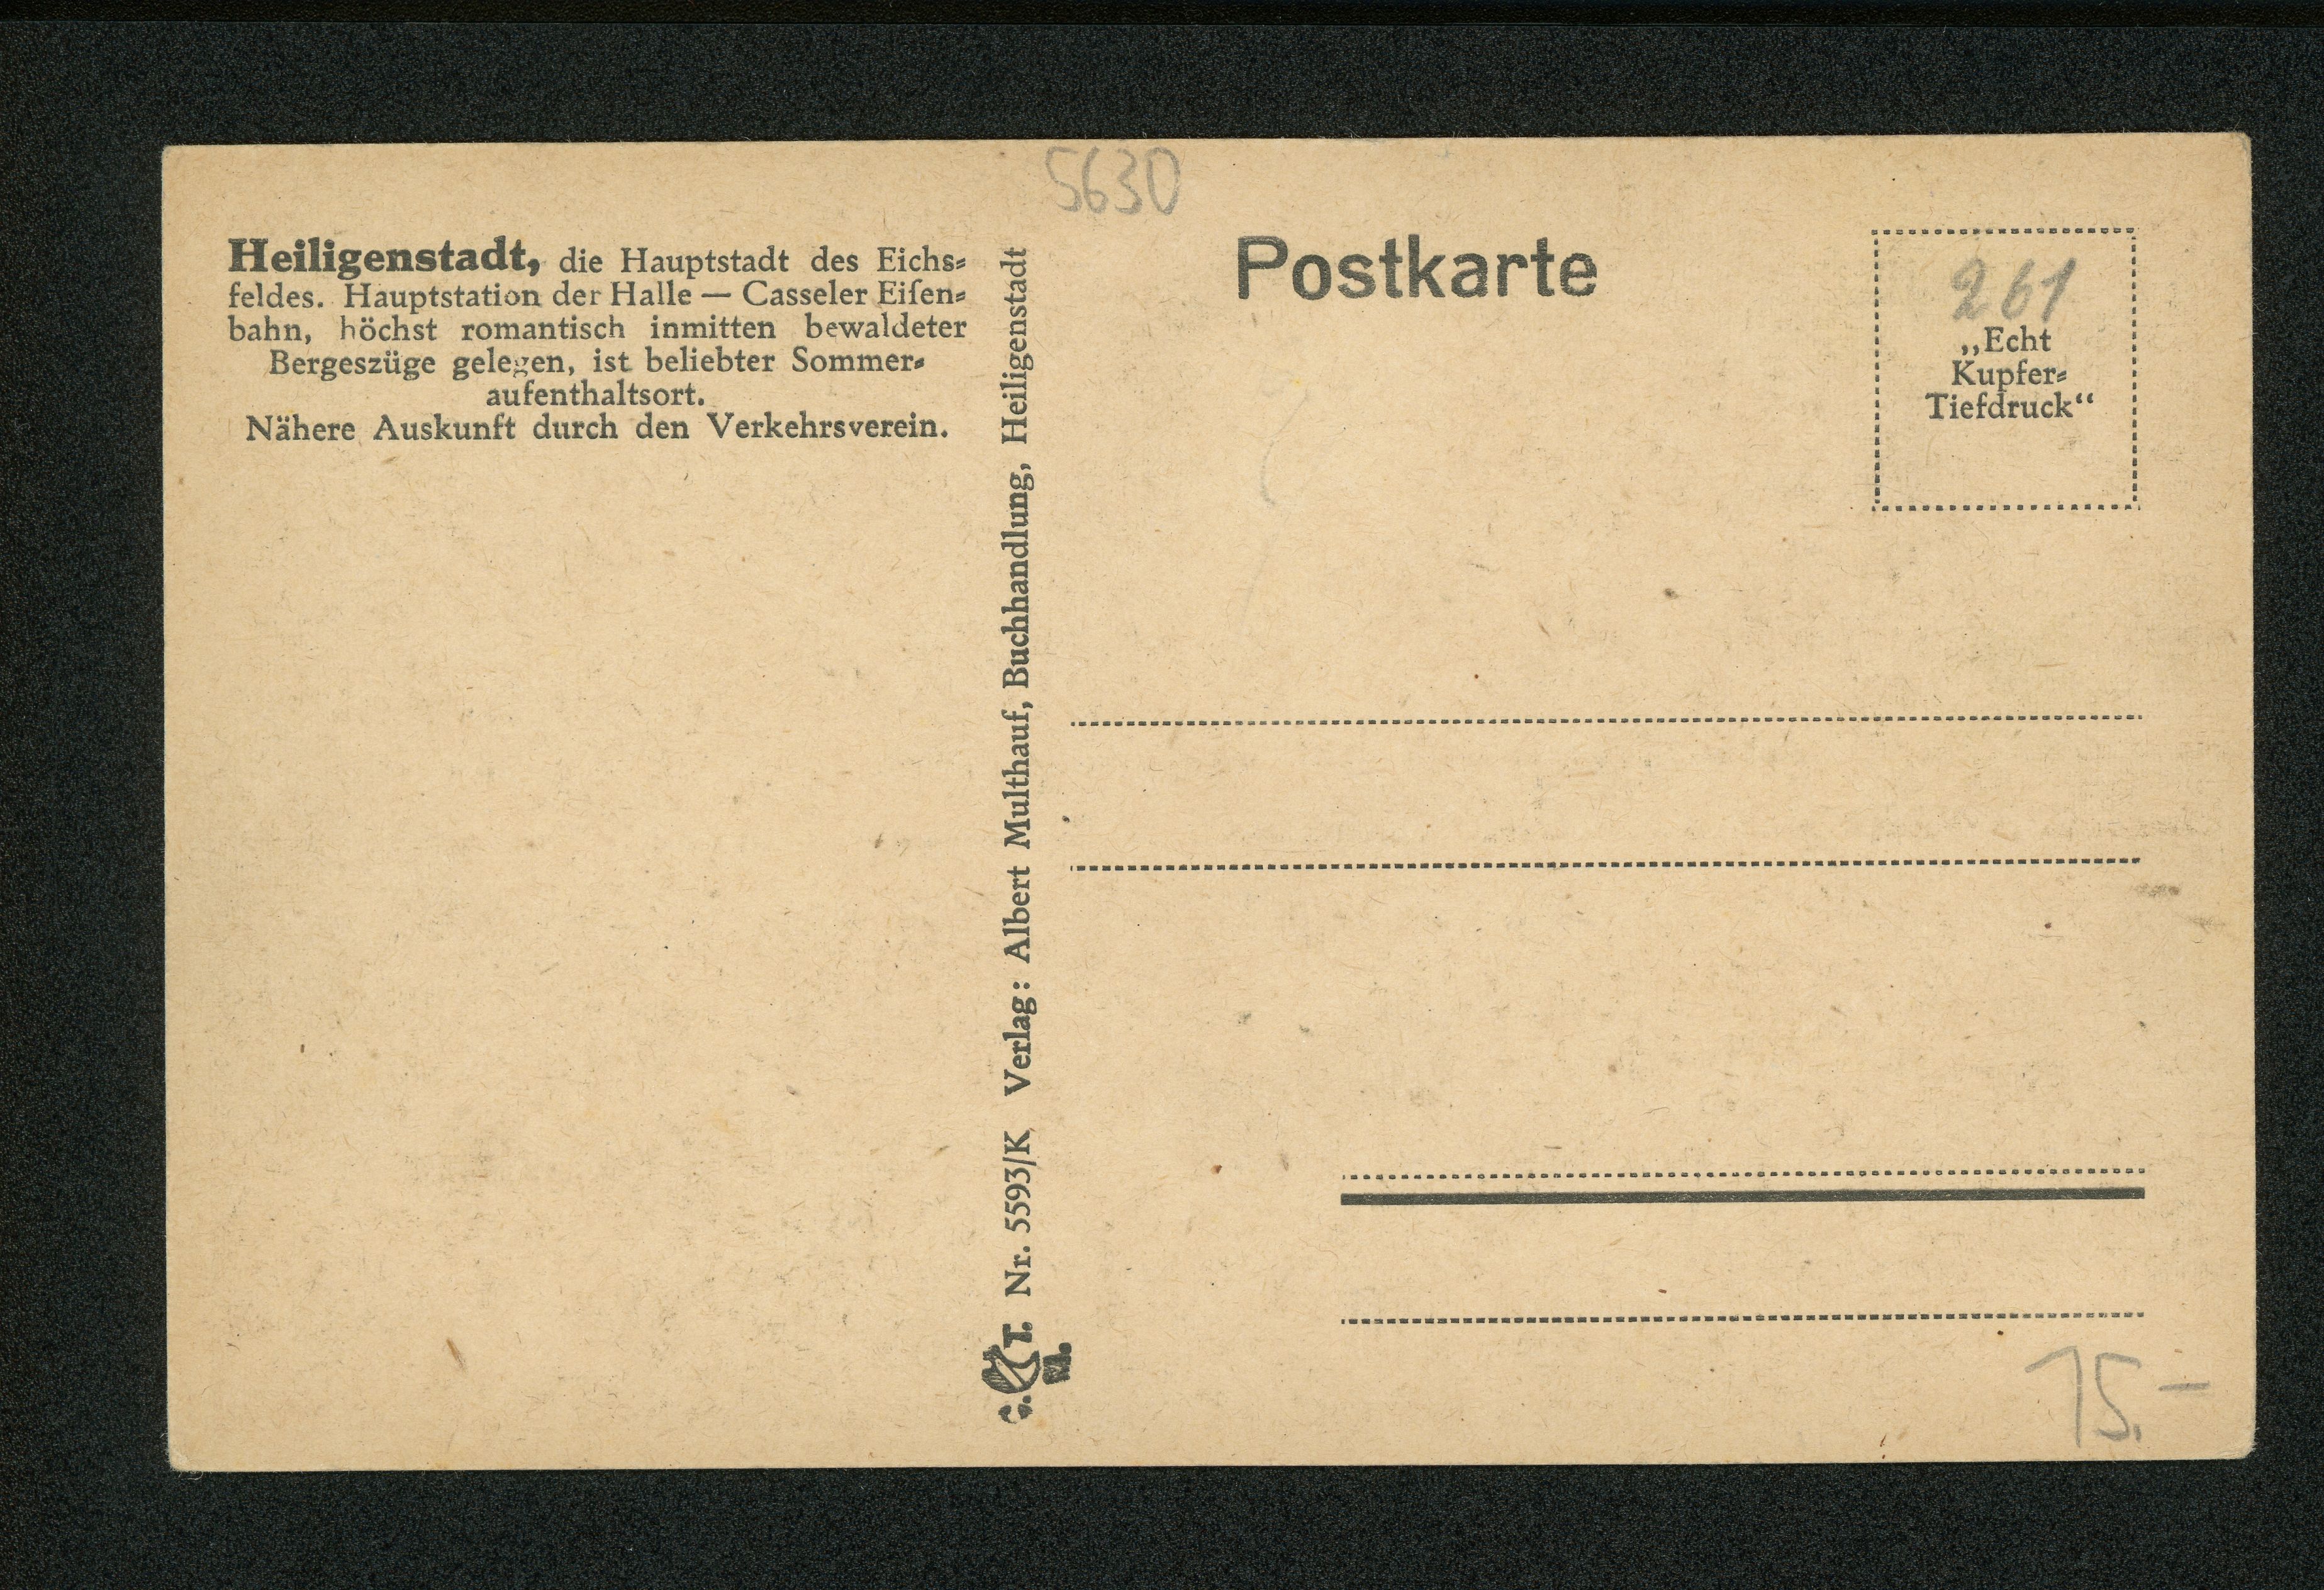 5630
Heiligenstadt, die Hauptstadt des Eichs⸗
feldes. Hauptstation der Halle — Casseler Eiſen⸗
bahn, höchst romantisch inmitten bewaldeter
Bergeszüge gelegen, ist beliebter Sommer⸗
aufenthaltsort.
Nähere Auskunft durch den Verkehrsverein.
Nr. 5593/K Verlag: Albert Multhauf, Buchhandlung, Heiligenstadt
Postkarte
261
„Echt
Kupfer⸗
Tiefdruck“
15.–